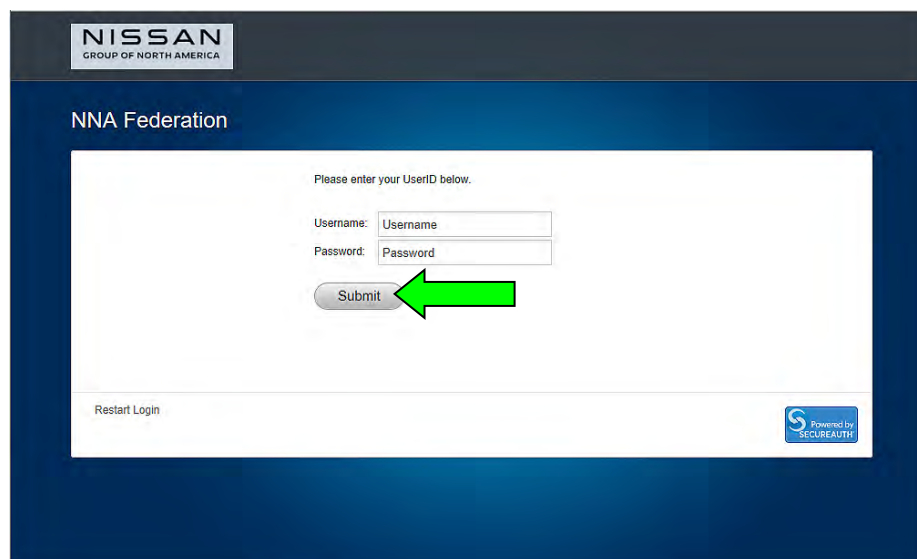 NISSAN
GROUP OF NORTH AMERICA
NNA Federation
Please enter your UserID below.
Username: Username
Password: Password
Submit
Restart Login
Powered by
SECUREAUTH